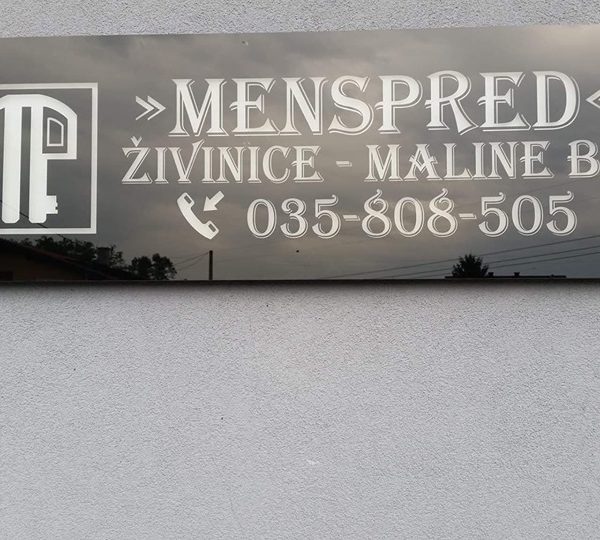 »MENSPRED«
ŽIVINICE - MALINE B
035-808-505